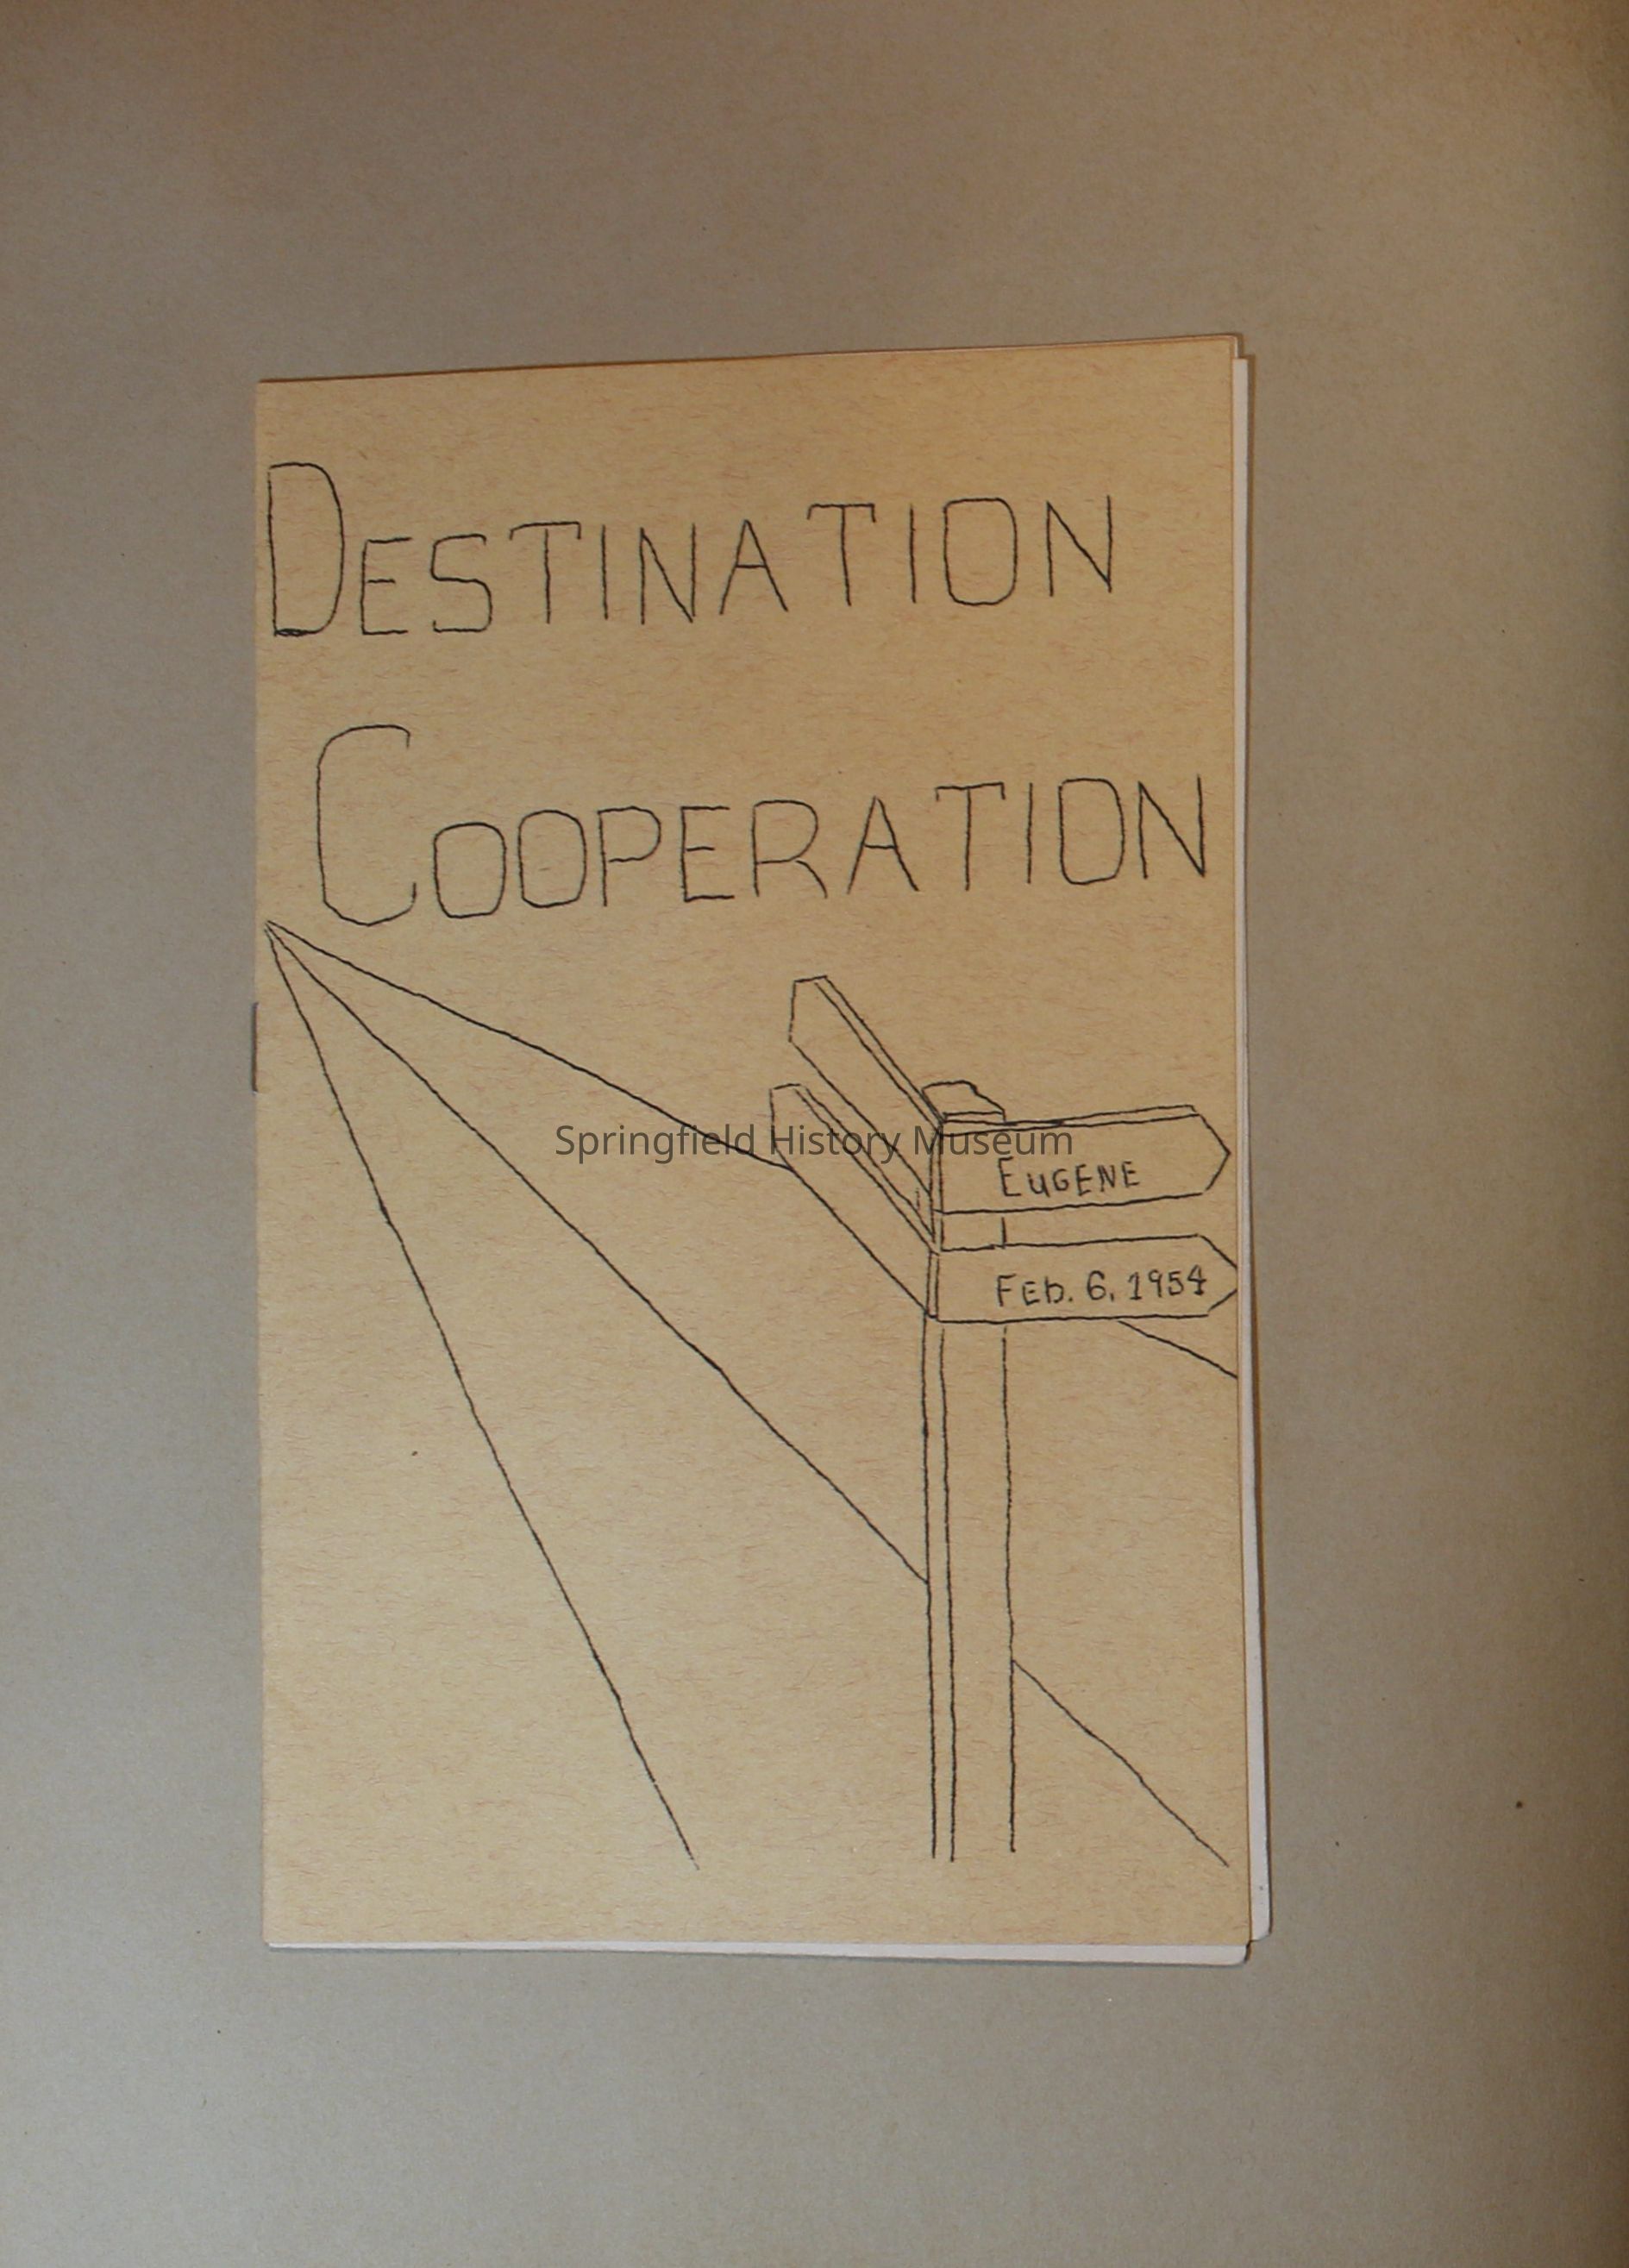 DESTINATION
COOPERATION
Springfield History Museum
EUGENE
FEB. 6, 1954